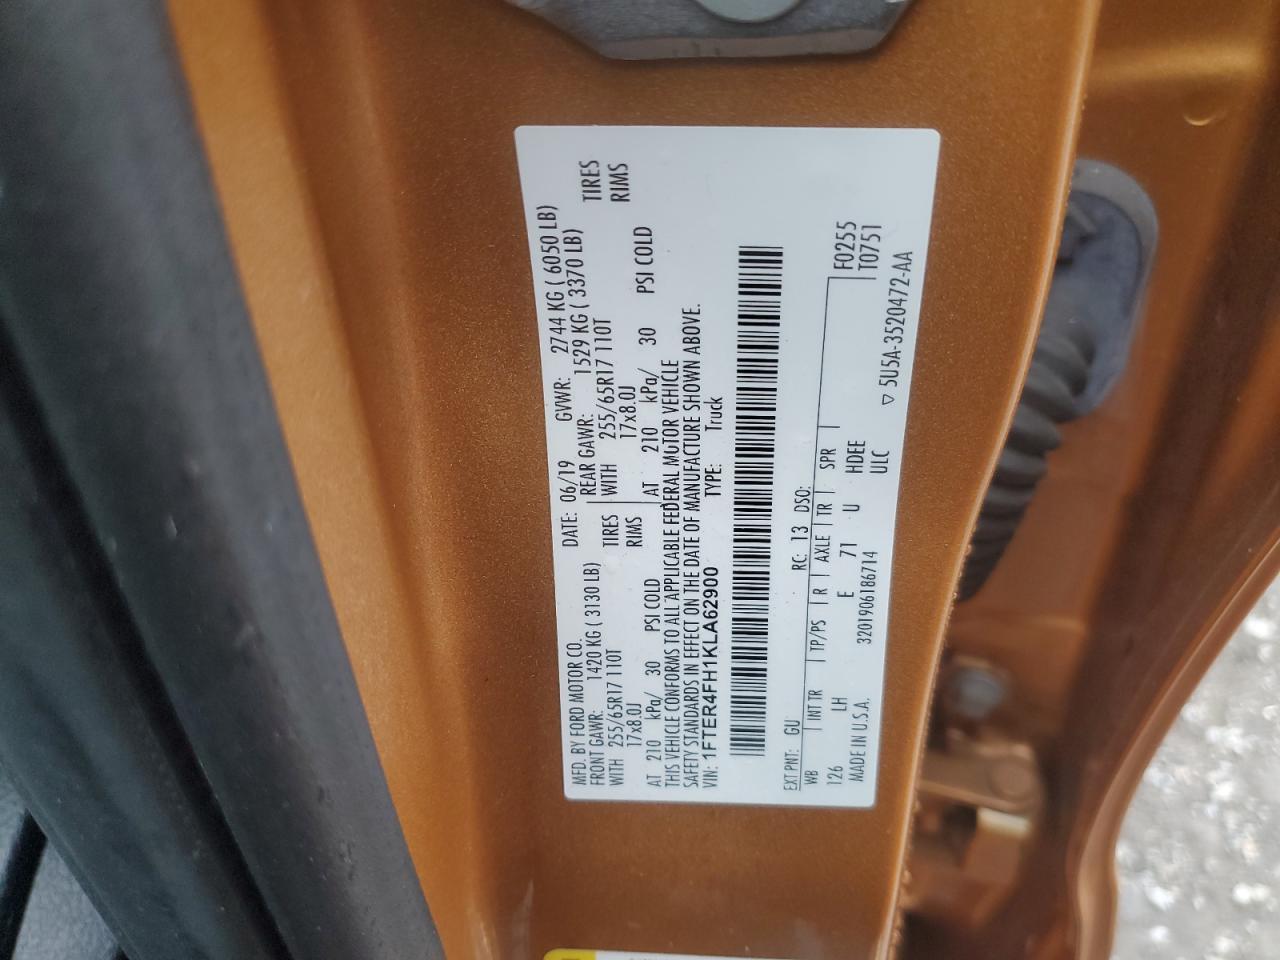 MFD. BY FORD MOTOR CO.
DATE: 06/19 GVWR: 2744 KG ( 6050 LB)
FRONT GAWR: 1420 KG ( 3130 LB) REAR GAWR: 1529 KG ( 3370 LB)
WITH 255/65R17 110T TIRES WITH 255/65R17 110T TIRES
17x8.0J RIMS 17x8.0J RIMS
AT 210 kPa/ 30 PSI COLD AT 210 kPa/ 30 PSI COLD
THIS VEHICLE CONFORMS TO ALL APPLICABLE FEDERAL MOTOR VEHICLE
SAFETY STANDARDS IN EFFECT ON THE DATE OF MANUFACTURE SHOWN ABOVE.
VIN: 1FTER4FH1KLA62900 TYPE: Truck
EXT PNT: GU RC: 13 DSO: F0255
WB INT TR TP/PS R AXLE TR SPR T0751
126 LH E 71 U HDEE
ULC
MADE IN U.S.A. 3201906186714 ▽ 5U5A-3520472-AA